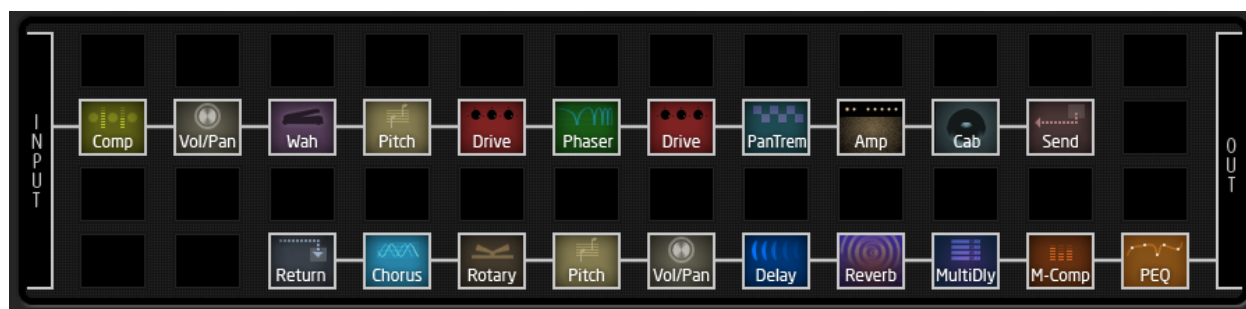 INPUT
Comp Vol/Pan Wah Pitch Drive Phaser Drive PanTrem Amp Cab Send
OUT
Return Chorus Rotary Pitch Vol/Pan Delay Reverb MultiDly M-Comp PEQ